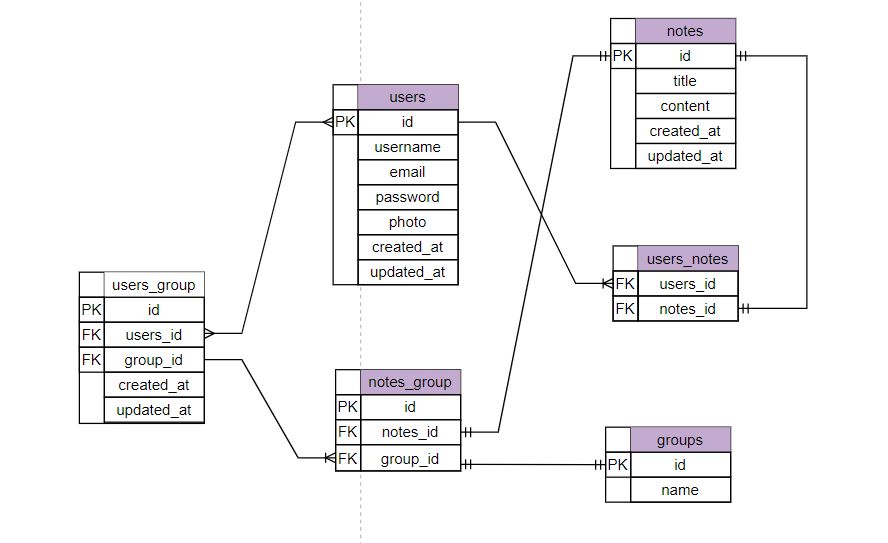 notes
PK id
title
content
created_at
updated_at
users
PK id
username
email
password
photo
created_at
updated_at
users_notes
FK users_id
FK notes_id
users_group
PK id
FK users_id
FK group_id
created_at
updated_at
notes_group
PK id
FK notes_id
FK group_id
groups
PK id
name